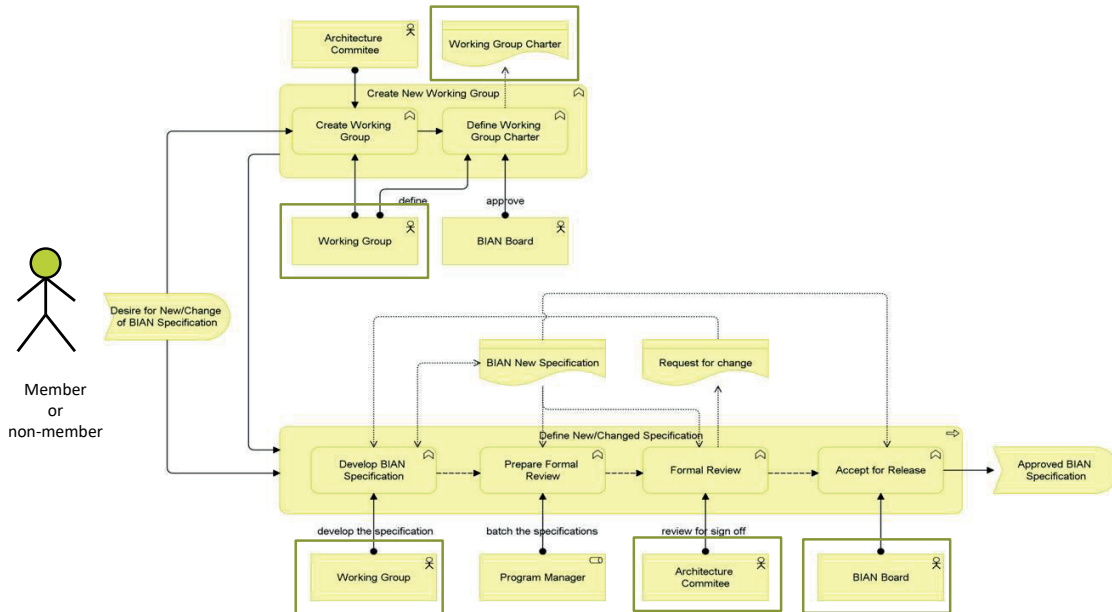 Architecture
Commitee
Working Group Charter
Create New Working Group
Create Working
Group
Define Working
Group Charter
define
approve
Working Group
BIAN Board
Desire for New/Change
of BIAN Specification
Member
or
non-member
BIAN New Specification
Request for change
Define New/Changed Specification
Develop BIAN
Specification
Prepare Formal
Review
Formal Review
Accept for Release
Approved BIAN
Specification
develop the specification
batch the specifications
review for sign off
Working Group
Program Manager
Architecture
Commitee
BIAN Board